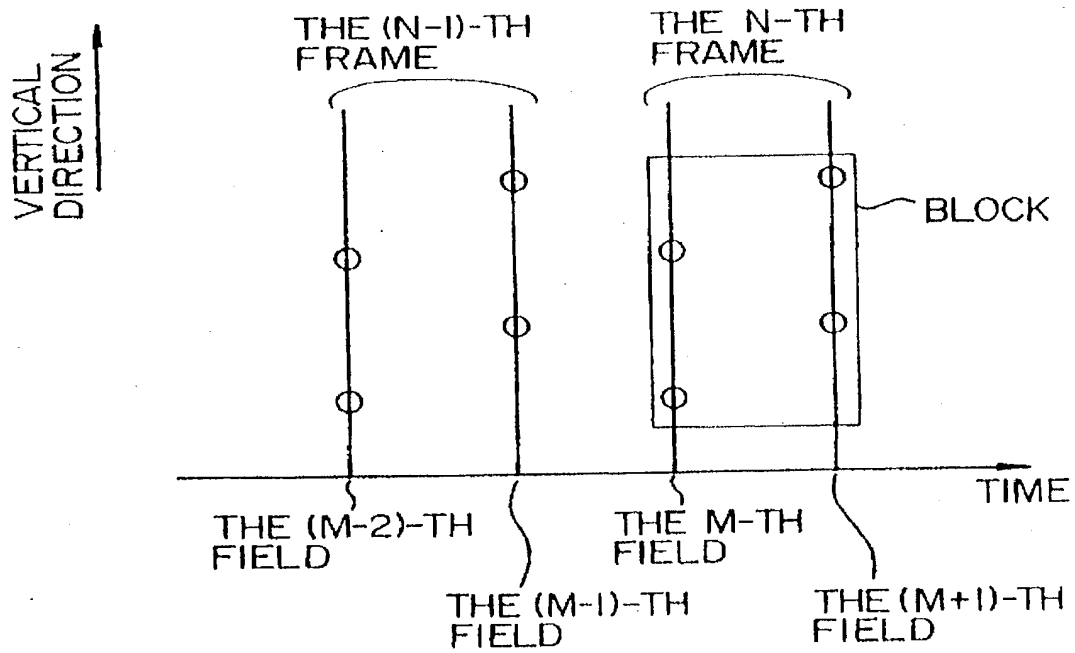 VERTICAL
DIRECTION
THE (N-1)-TH
FRAME
THE N-TH
FRAME
BLOCK
TIME
THE (M-2)-TH
FIELD
THE M-TH
FIELD
THE (M-1)-TH
FIELD
THE (M+1)-TH
FIELD